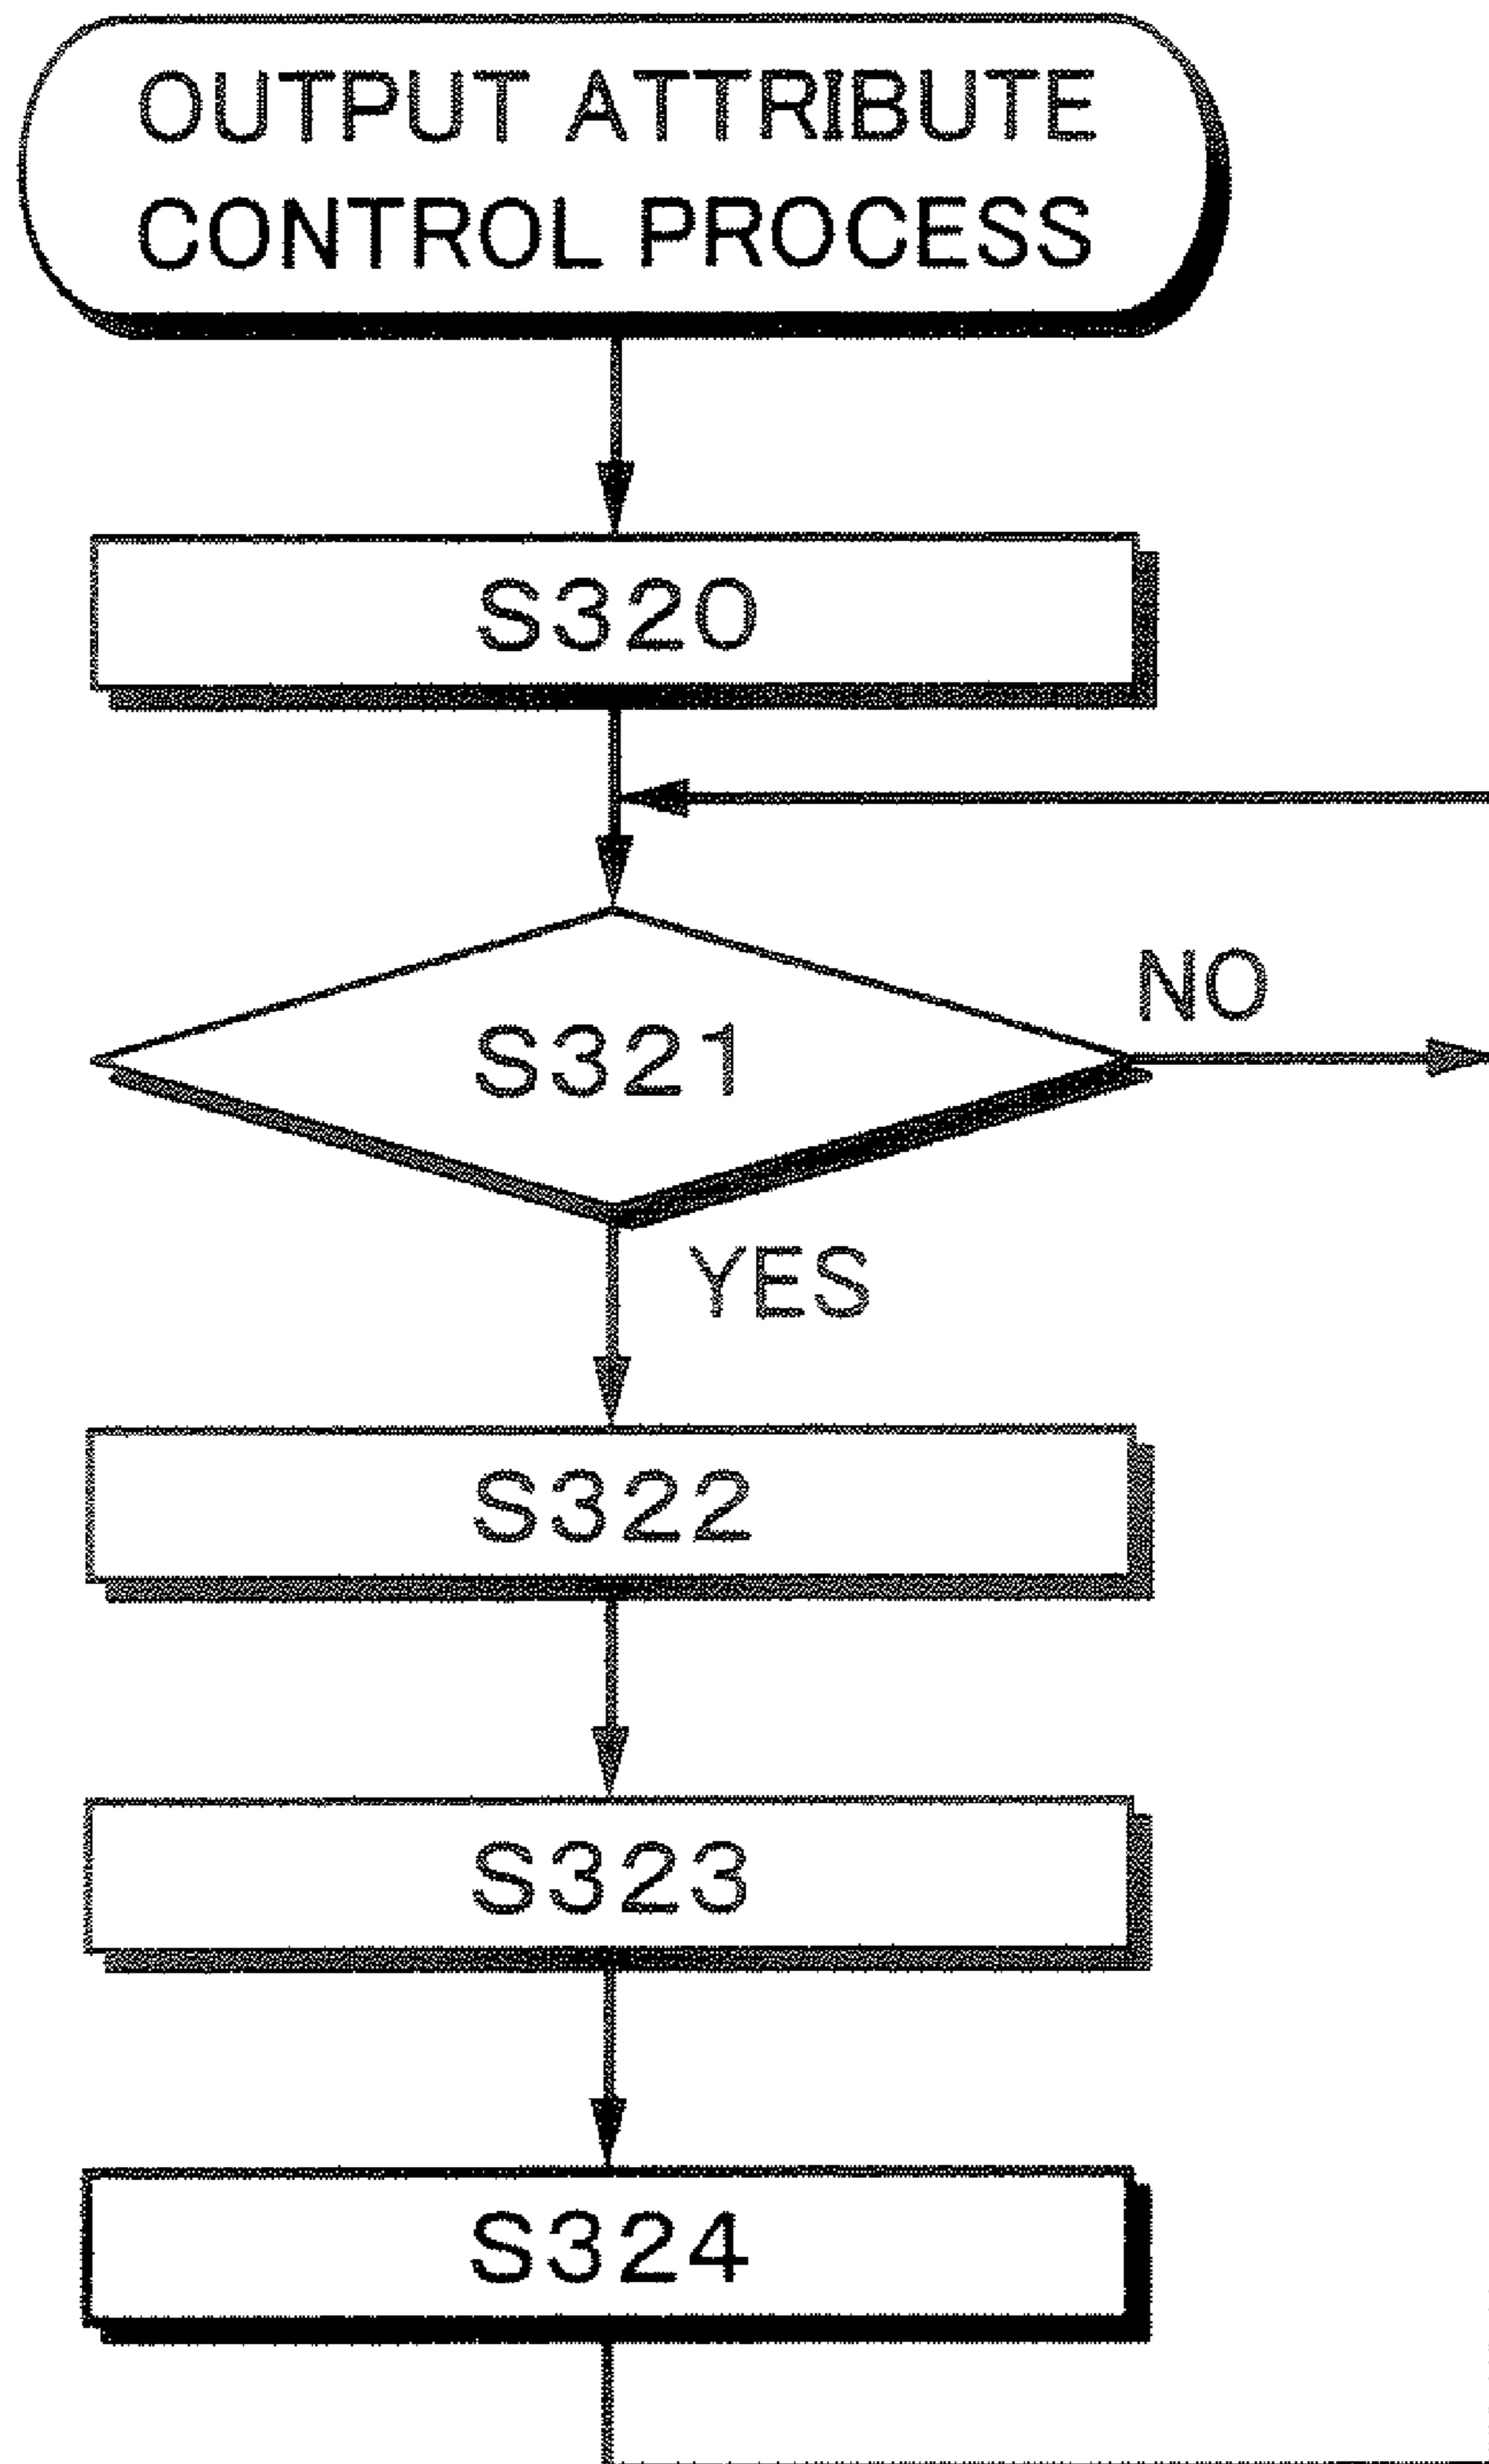 OUTPUT ATTRIBUTE
CONTROL PROCESS
S320
S321
NO
YES
S322
S323
S324